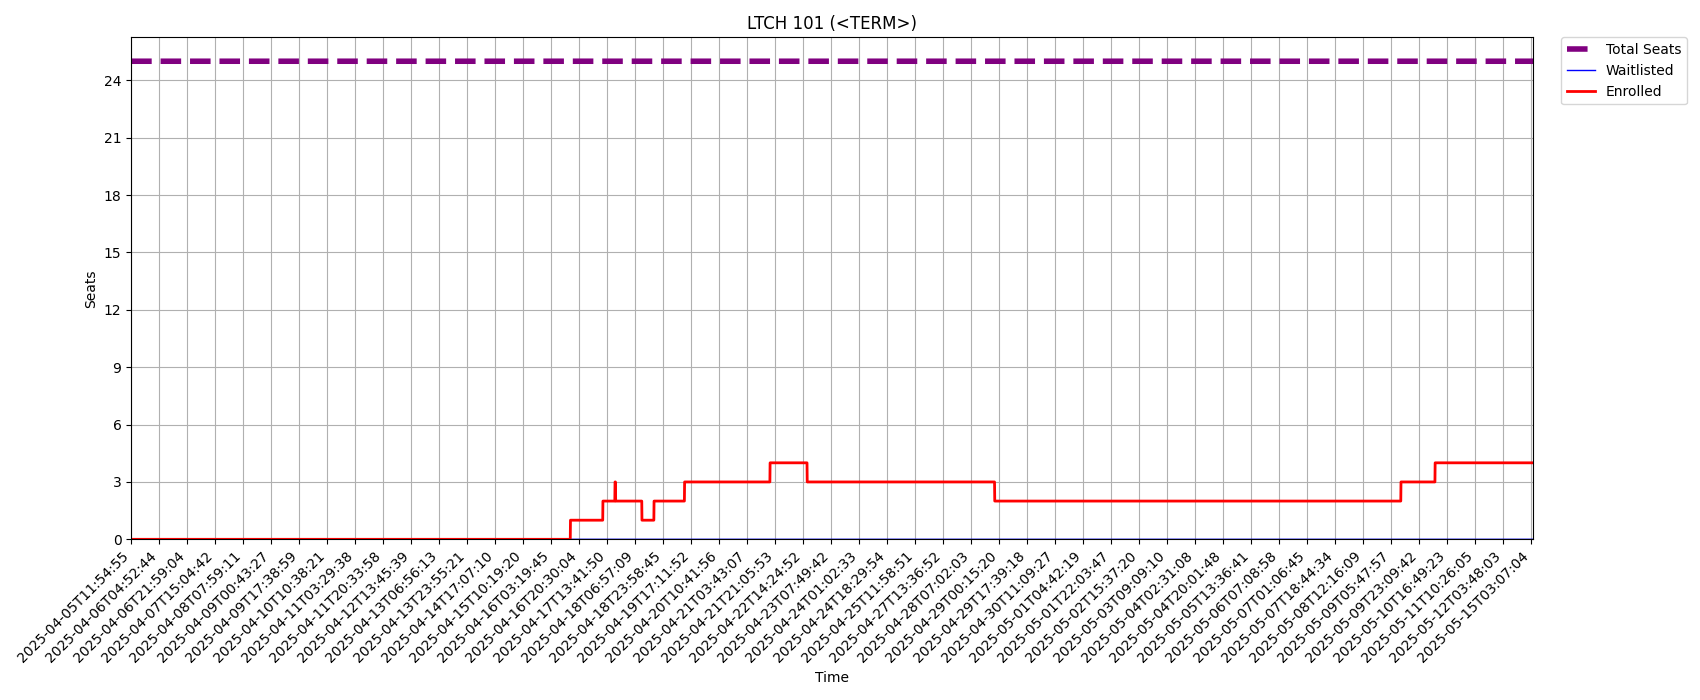 LTCH 101 (<TERM>)
Total Seats
Waitlisted
Enrolled
24
21
18
15
12
9
6
3
0
Seats
2025-04-05T11:54:55
2025-04-06T04:52:44
2025-04-06T21:59:04
2025-04-07T15:04:42
2025-04-08T07:59:11
2025-04-09T00:43:27
2025-04-09T17:38:59
2025-04-10T10:38:21
2025-04-11T03:29:38
2025-04-11T20:33:58
2025-04-12T13:45:39
2025-04-13T06:56:13
2025-04-13T23:55:21
2025-04-14T17:07:10
2025-04-15T10:19:20
2025-04-16T03:19:45
2025-04-16T20:30:04
2025-04-17T13:41:50
2025-04-18T06:57:09
2025-04-18T23:58:45
2025-04-19T17:11:52
2025-04-20T10:41:56
2025-04-21T03:43:07
2025-04-21T21:05:53
2025-04-22T14:24:52
2025-04-23T07:49:42
2025-04-24T01:02:33
2025-04-24T18:29:54
2025-04-25T11:58:51
2025-04-27T13:36:52
2025-04-28T07:02:03
2025-04-29T00:15:20
2025-04-29T17:39:18
2025-04-30T11:09:27
2025-05-01T04:42:19
2025-05-01T22:03:47
2025-05-02T15:37:20
2025-05-03T09:09:10
2025-05-04T02:31:08
2025-05-04T20:01:48
2025-05-05T13:36:41
2025-05-06T07:08:58
2025-05-07T01:06:45
2025-05-07T18:44:34
2025-05-08T12:16:09
2025-05-09T05:47:57
2025-05-09T23:09:42
2025-05-10T16:49:23
2025-05-11T10:26:05
2025-05-12T03:48:03
2025-05-15T03:07:04
Time